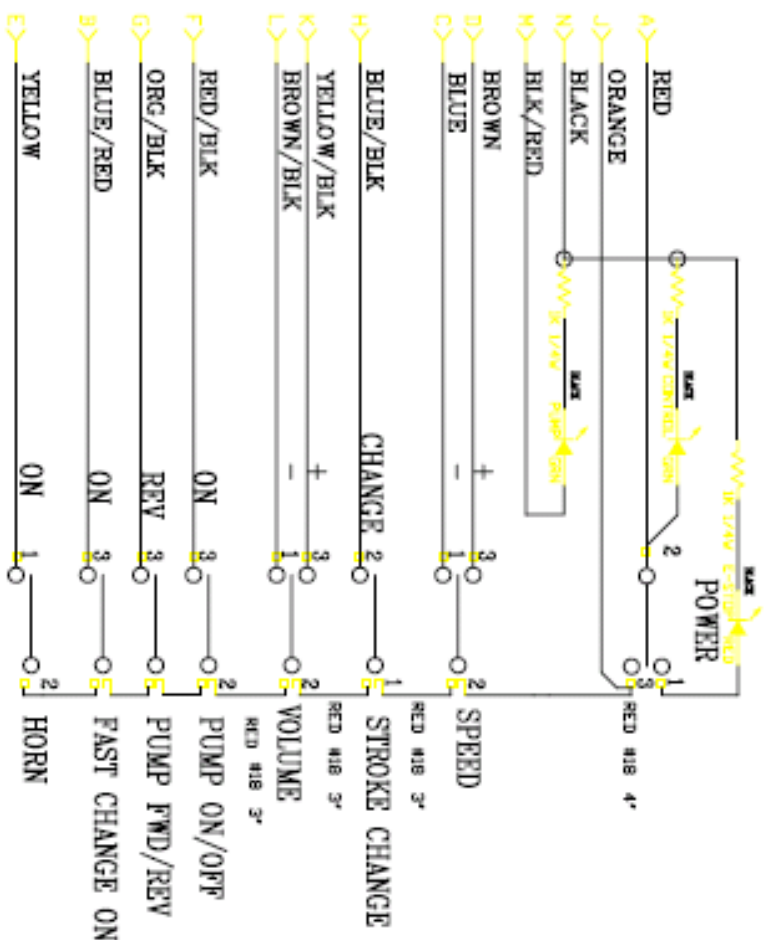 BLACK
1K 1/4W E-STOP RED
1
POWER
2
BLACK
1K 1/4W CONTROL GRN
A RED
3 RED #18 4"
J ORANGE
BLACK
N BLACK
1K 1/4W PUMP GRN
M BLK/RED
D BROWN + 3
2 SPEED
C BLUE - 1
RED #18 3"
H BLUE/BLK CHANGE 2
1 STROKE CHANGE
RED #18 3"
K YELLOW/BLK + 3
2 VOLUME
L BROWN/BLK - 1
RED #18 3"
F RED/BLK ON 3
2 PUMP ON/OFF
G ORG/BLK REV 3
PUMP FWD/REV
B BLUE/RED ON 3
FAST CHANGE ON
E YELLOW ON 1
2 HORN